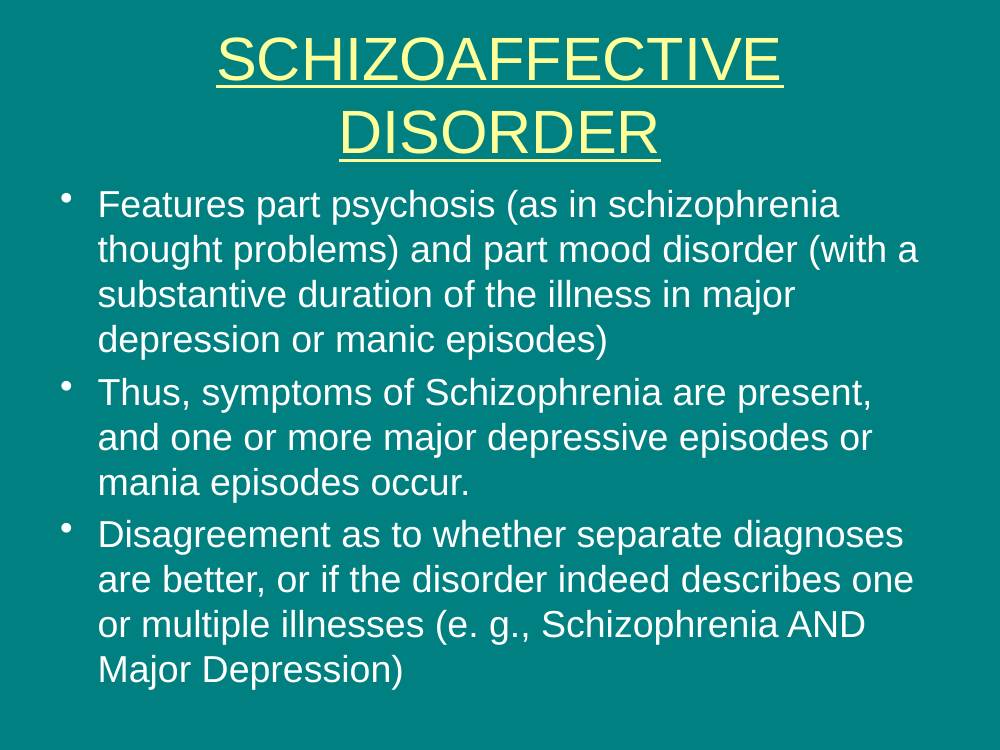 SCHIZOAFFECTIVE
DISORDER
• Features part psychosis (as in schizophrenia
thought problems) and part mood disorder (with a
substantive duration of the illness in major
depression or manic episodes)
• Thus, symptoms of Schizophrenia are present,
and one or more major depressive episodes or
mania episodes occur.
• Disagreement as to whether separate diagnoses
are better, or if the disorder indeed describes one
or multiple illnesses (e. g., Schizophrenia AND
Major Depression)